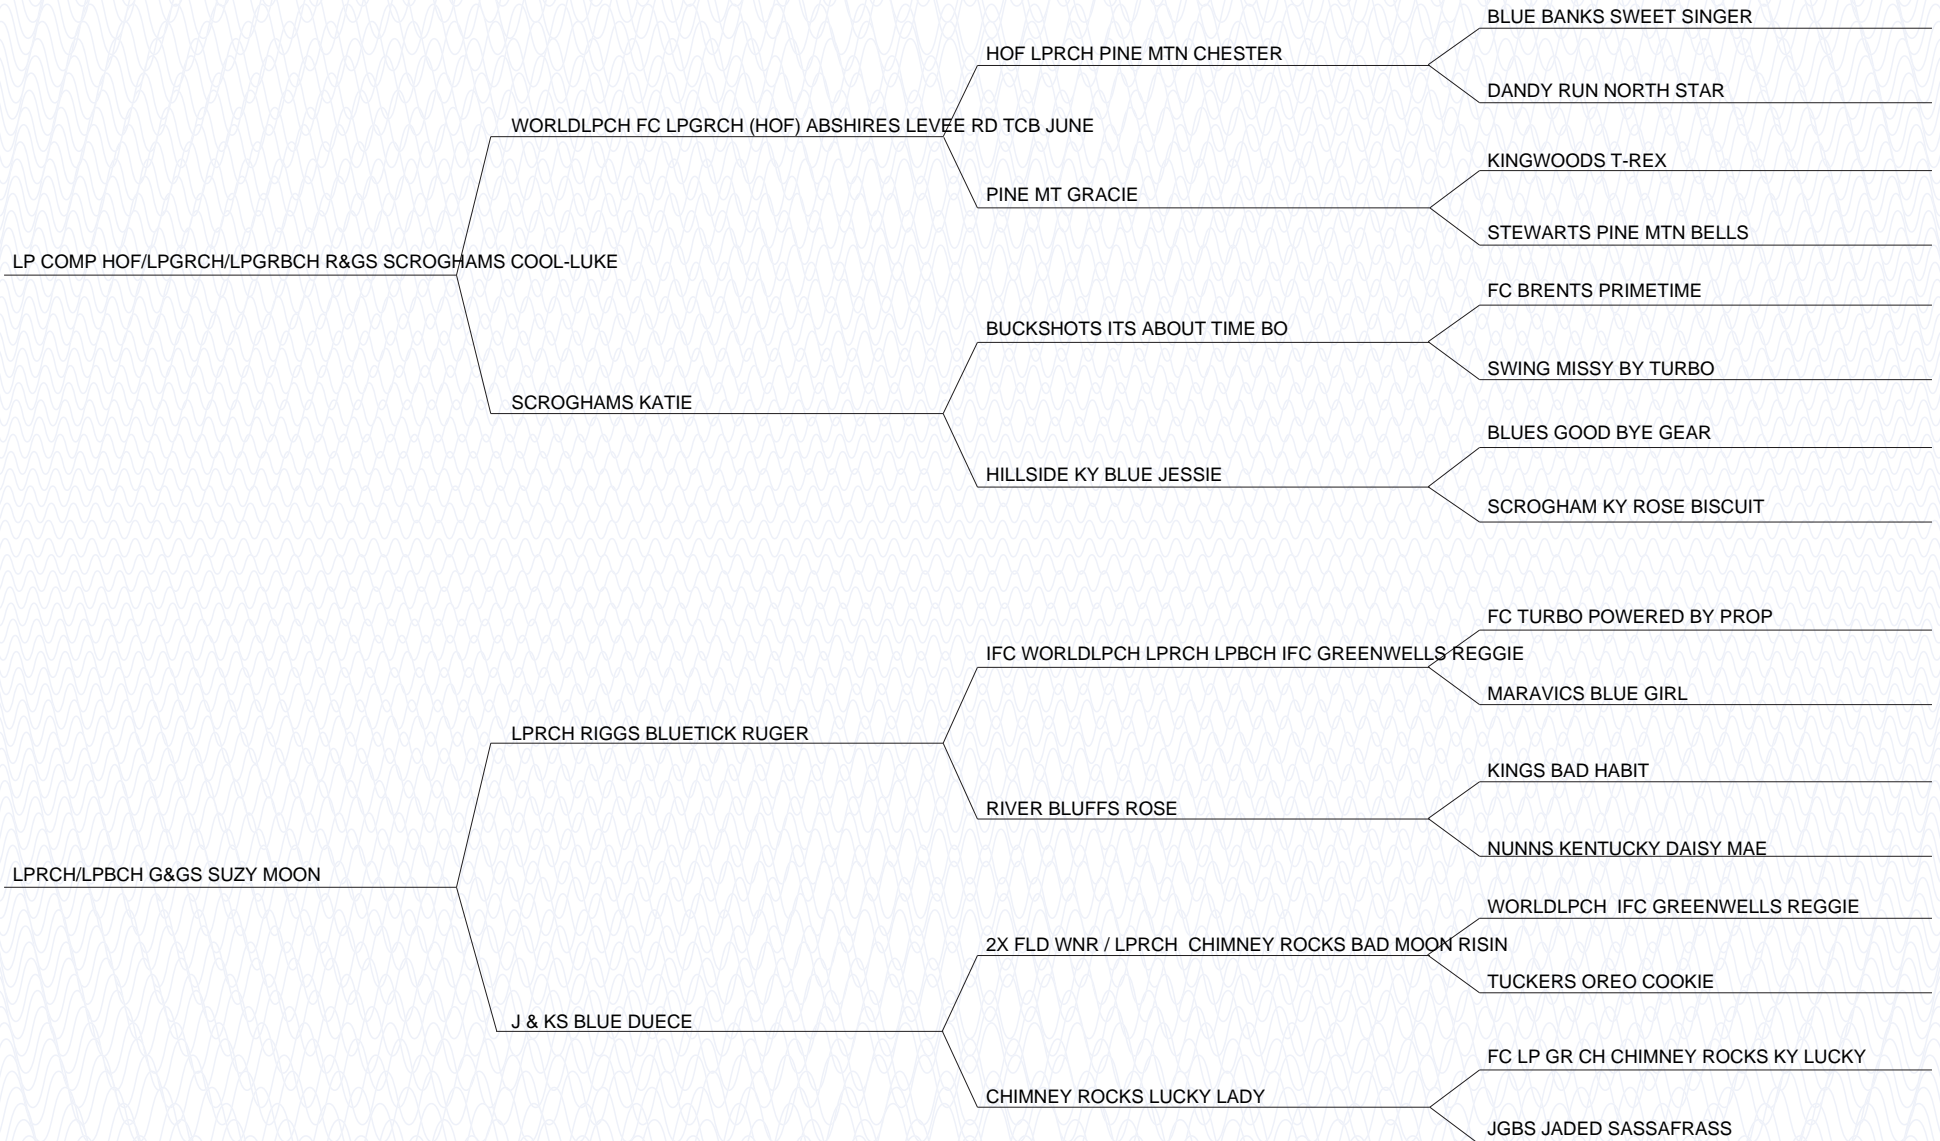 BLUE BANKS SWEET SINGER
HOF LPRCH PINE MTN CHESTER
DANDY RUN NORTH STAR
WORLDLPCH FC LPGRCH (HOF) ABSHIRES LEVEE RD TCB JUNE
KINGWOODS T-REX
PINE MT GRACIE
STEWARTS PINE MTN BELLS
LP COMP HOF/LPGRCH/LPGRBCH R&GS SCROGHAMS COOL-LUKE
FC BRENTS PRIMETIME
BUCKSHOTS ITS ABOUT TIME BO
SWING MISSY BY TURBO
SCROGHAMS KATIE
BLUES GOOD BYE GEAR
HILLSIDE KY BLUE JESSIE
SCROGHAM KY ROSE BISCUIT
FC TURBO POWERED BY PROP
IFC WORLDLPCH LPRCH LPBCH IFC GREENWELLS REGGIE
MARAVICS BLUE GIRL
LPRCH RIGGS BLUETICK RUGER
KINGS BAD HABIT
RIVER BLUFFS ROSE
NUNNS KENTUCKY DAISY MAE
LPRCH/LPBCH G&GS SUZY MOON
WORLDLPCH  IFC GREENWELLS REGGIE
2X FLD WNR / LPRCH  CHIMNEY ROCKS BAD MOON RISIN
TUCKERS OREO COOKIE
J & KS BLUE DUECE
FC LP GR CH CHIMNEY ROCKS KY LUCKY
CHIMNEY ROCKS LUCKY LADY
JGBS JADED SASSAFRASS